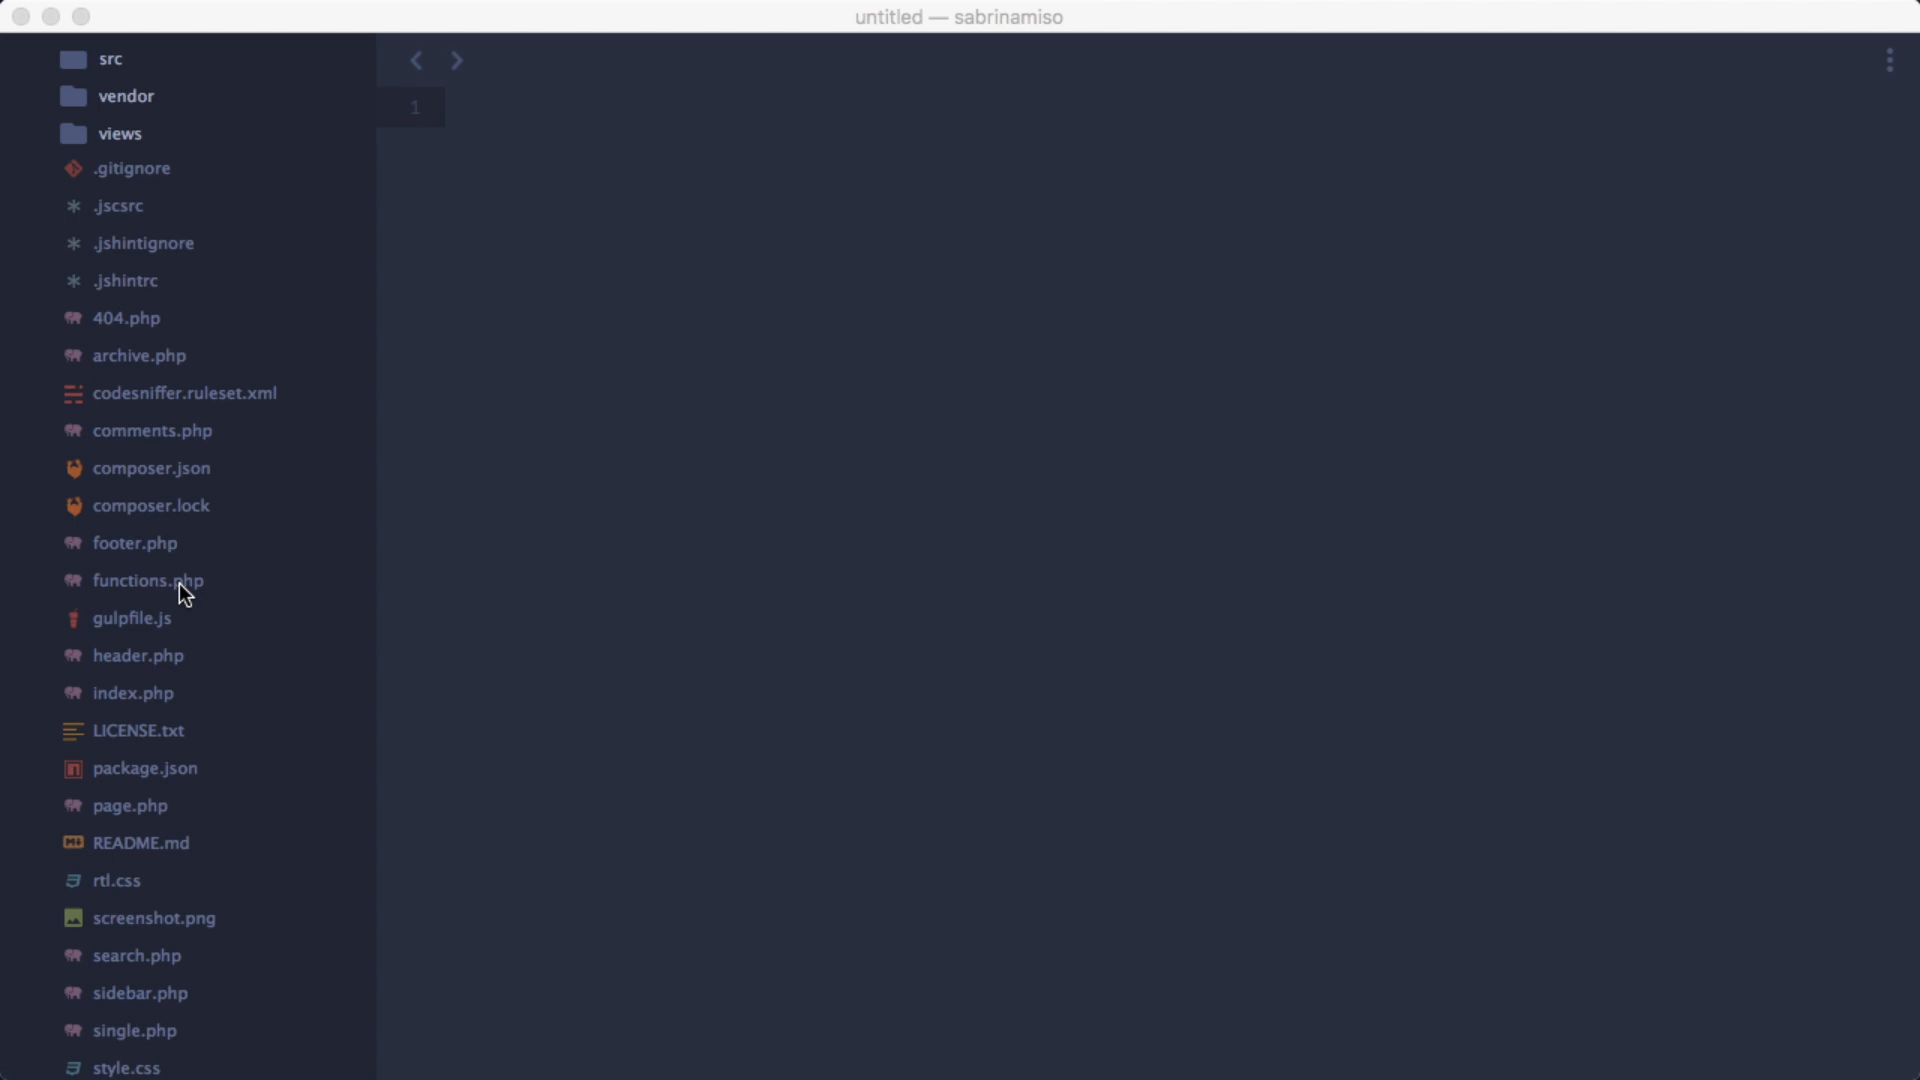 untitled — sabrinamiso
src
vendor
views
.gitignore
.jscsrc
.jshintignore
.jshintrc
404.php
archive.php
codesniffer.ruleset.xml
comments.php
composer.json
composer.lock
footer.php
functions.php
gulpfile.js
header.php
index.php
LICENSE.txt
package.json
page.php
README.md
rtl.css
screenshot.png
search.php
sidebar.php
single.php
style.css
1